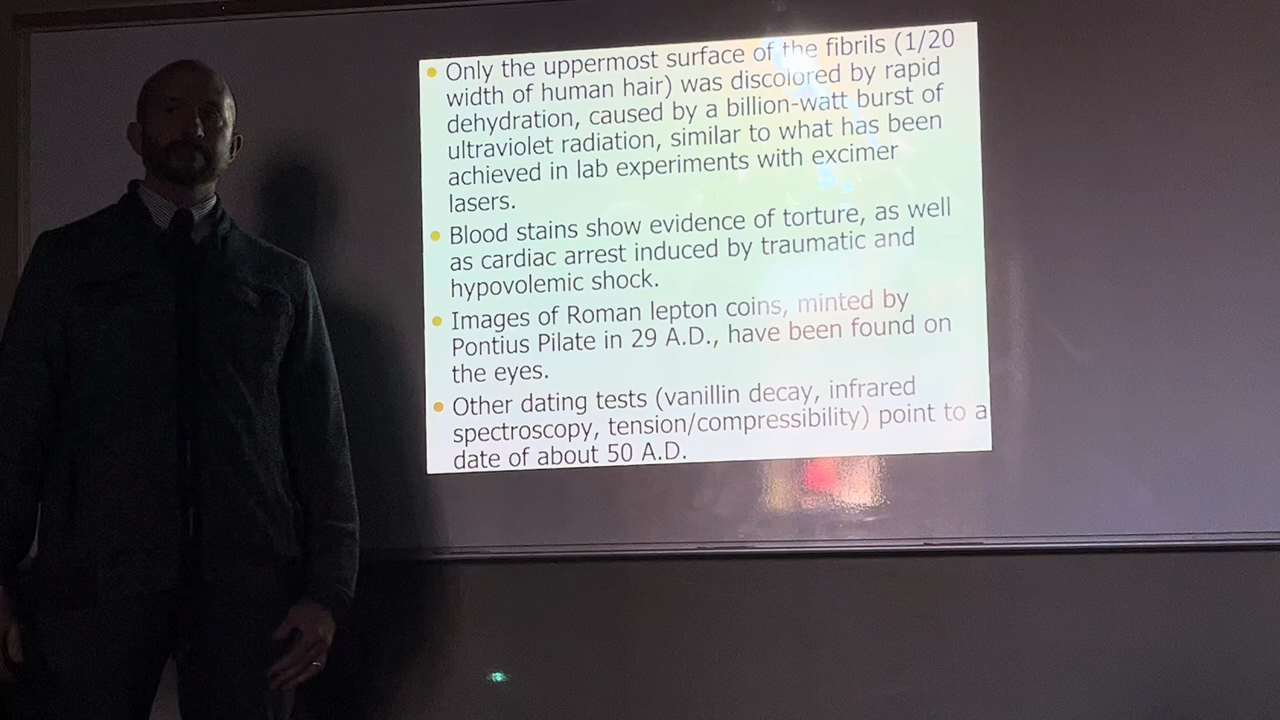 Only the uppermost surface of the fibrils (1/20
width of human hair) was discolored by rapid
dehydration, caused by a billion-watt burst of
ultraviolet radiation, similar to what has been
achieved in lab experiments with excimer
lasers.
Blood stains show evidence of torture, as well
as cardiac arrest induced by traumatic and
hypovolemic shock.
Images of Roman lepton coins, minted by
Pontius Pilate in 29 A.D., have been found on
the eyes.
Other dating tests (vanillin decay, infrared
spectroscopy, tension/compressibility) point to a
date of about 50 A.D.